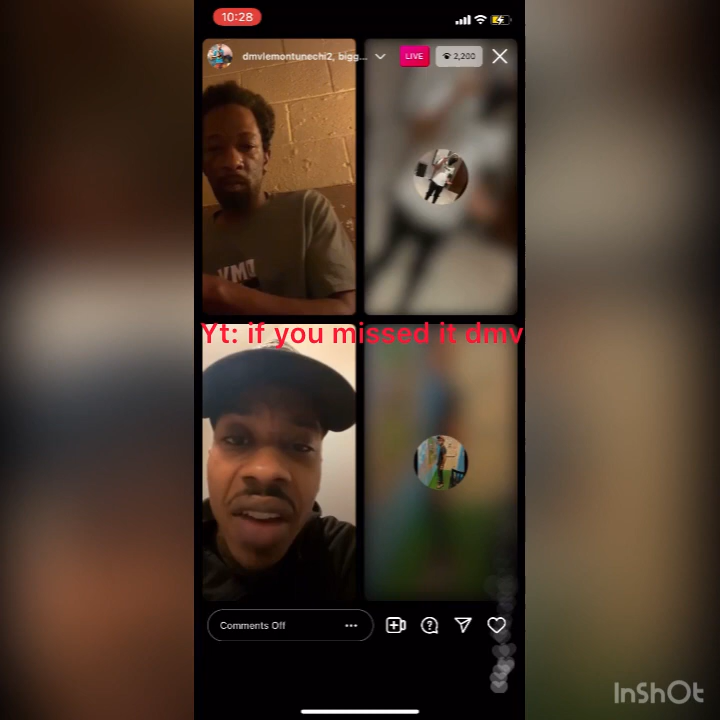 10:28
dmvlemontunechi2, bigg...
LIVE
2,200
Yt: if you missed it dmv
Comments Off
InShOt